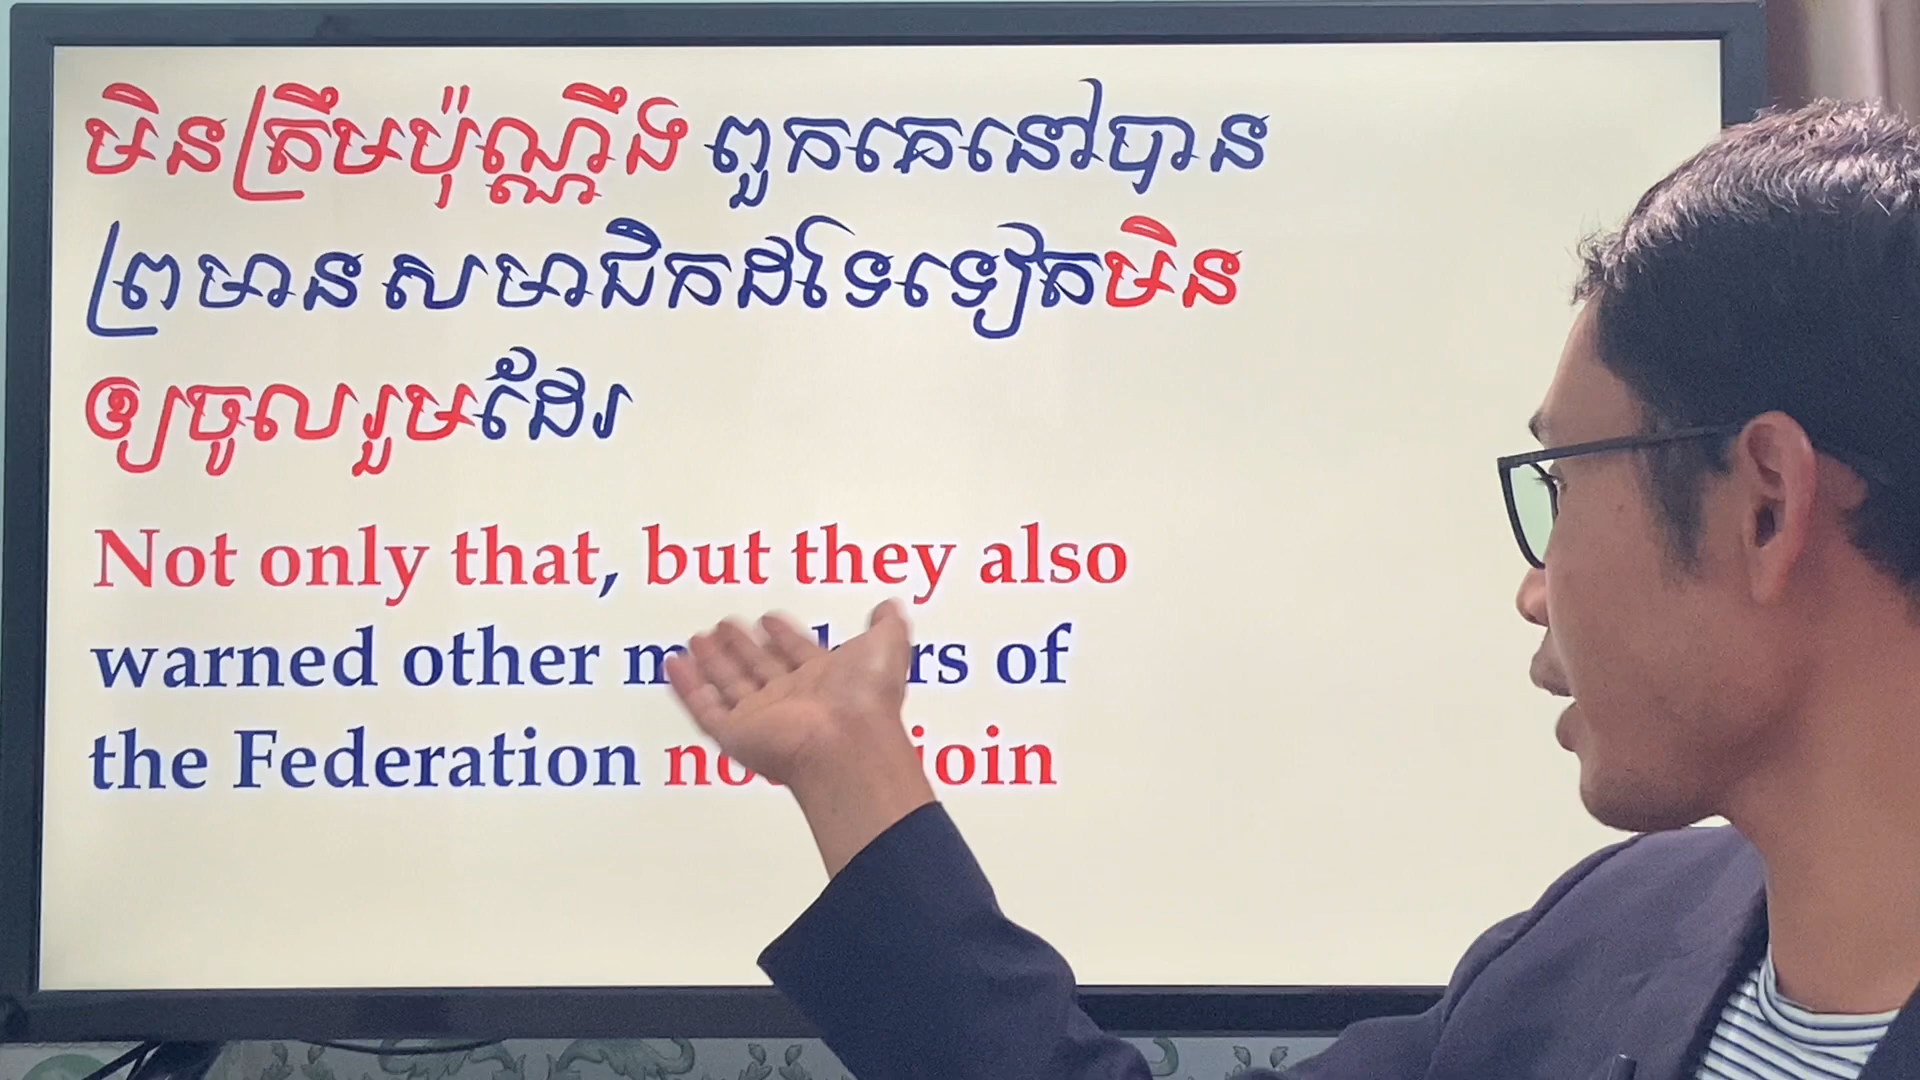 មិនត្រឹមប៉ុណ្ណឹង ពួកគេនៅបាន
ព្រមាន សមាជិកដទៃទៀតមិន
ឲ្យចូលរួមដែរ
Not only that, but they also
warned other of
the Federation join